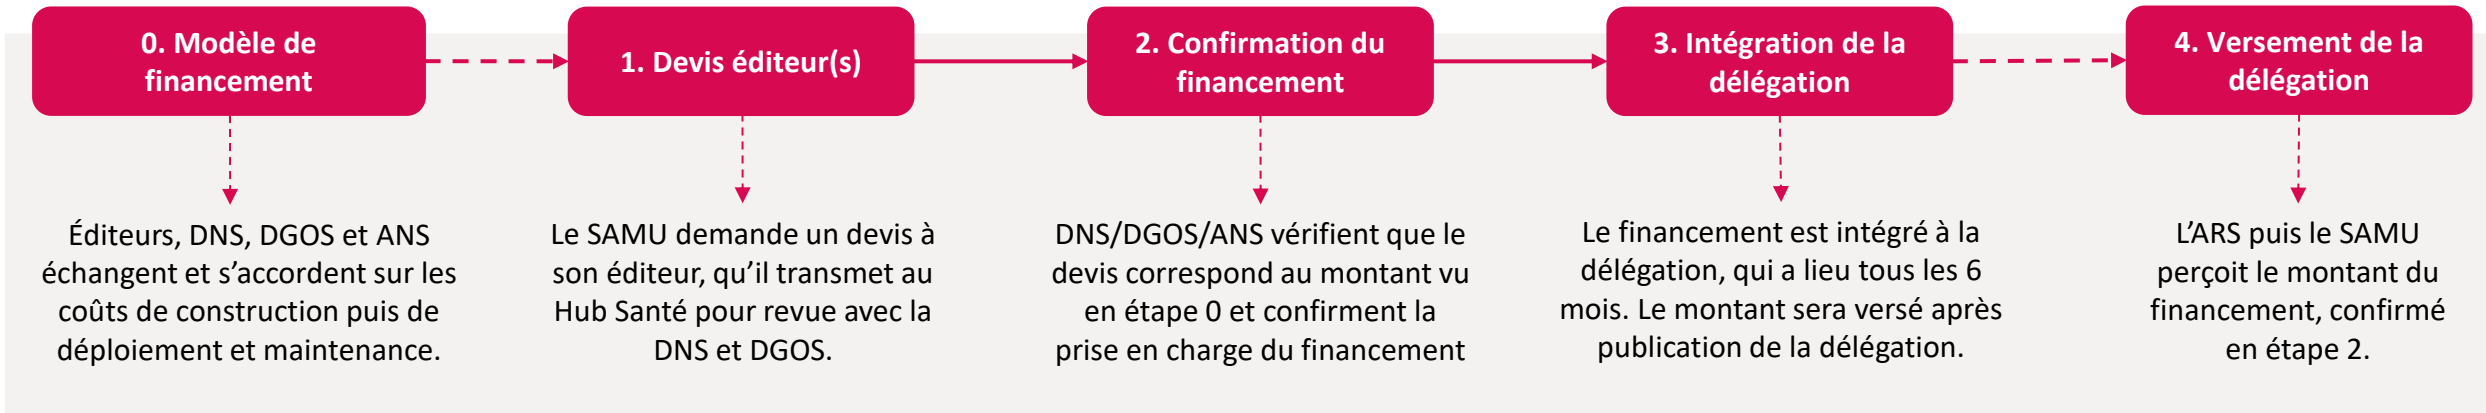 0. Modèle de
financement
1. Devis éditeur(s)
2. Confirmation du
financement
3. Intégration de la
délégation
4. Versement de la
délégation
Éditeurs, DNS, DGOS et ANS
échangent et s’accordent sur les
coûts de construction puis de
déploiement et maintenance.
Le SAMU demande un devis à
son éditeur, qu’il transmet au
Hub Santé pour revue avec la
DNS et DGOS.
DNS/DGOS/ANS vérifient que le
devis correspond au montant vu
en étape 0 et confirment la
prise en charge du financement
Le financement est intégré à la
délégation, qui a lieu tous les 6
mois. Le montant sera versé après
publication de la délégation.
L’ARS puis le SAMU
perçoit le montant du
financement, confirmé
en étape 2.